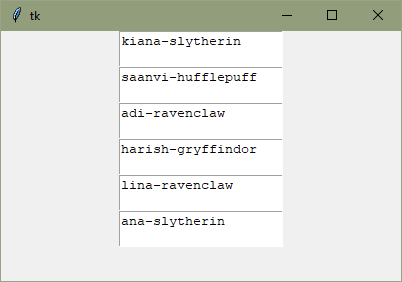 tk
kiana-slytherin
saanvi-hufflepuff
adi-ravenclaw
harish-gryffindor
lina-ravenclaw
ana-slytherin